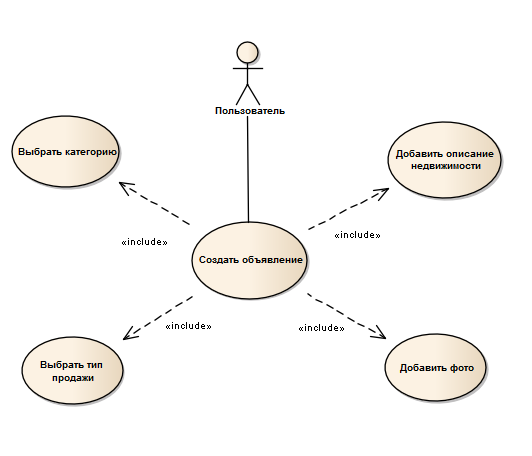 Пользователь
Выбрать категорию
Добавить описание
недвижимости
«include»
«include»
Создать объявление
«include»
«include»
Выбрать тип
продажи
Добавить фото